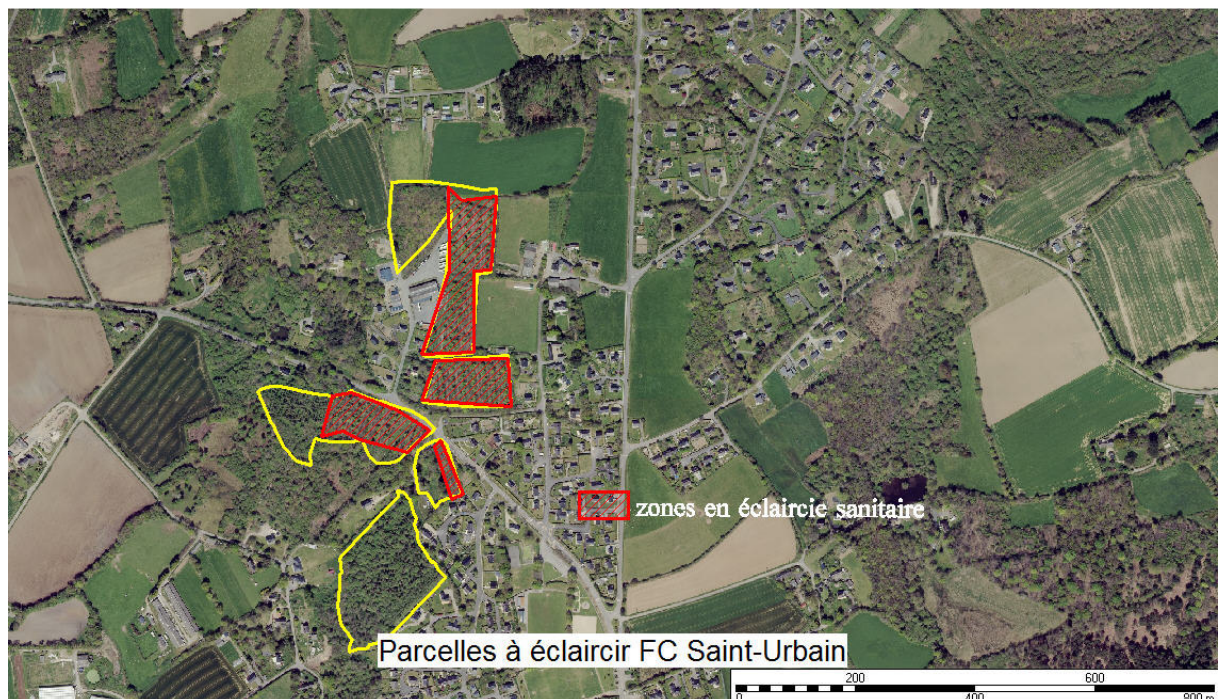 zones en éclaircie sanitaire
Parcelles à éclaircir FC Saint-Urbain
200 600
0 400 800 m